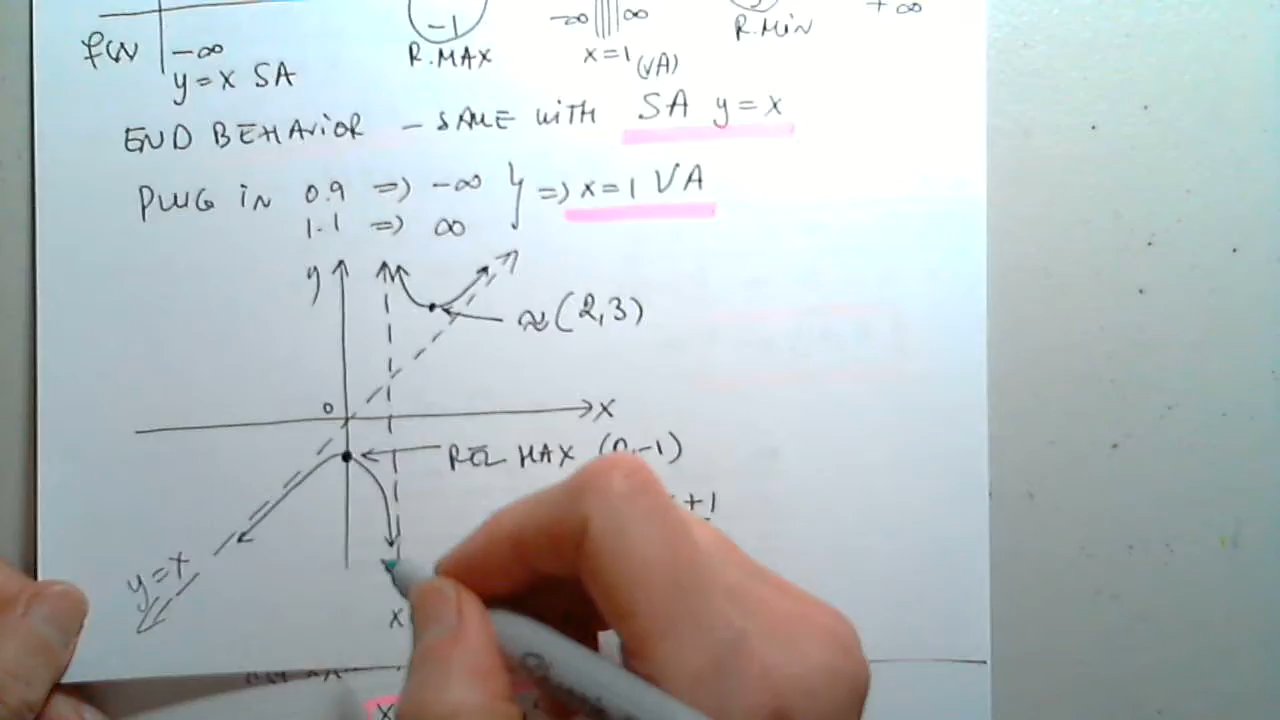 -1 -∞ ∞ +∞
f(x) -∞ R.MAX x=1 (VA) R.MIN
y=x SA
END BEHAVIOR - SAME WITH SA y=x
PLUG IN 0.9 => -∞ } => x=1 VA
1.1 => ∞
y
≈(2,3)
0 x
REL MAX (0,-1)
+1
y=x
x
x